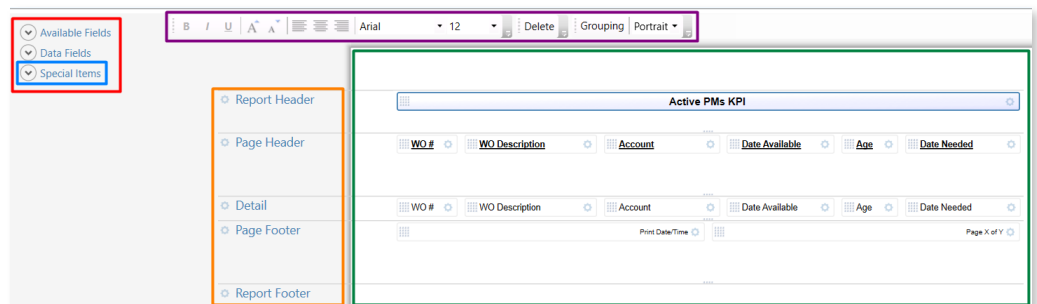 B I U A A Arial 12 Delete Grouping Portrait
Available Fields
Data Fields
Special Items
Report Header Active PMs KPI
Page Header WO # WO Description Account Date Available Age Date Needed
Detail WO # WO Description Account Date Available Age Date Needed
Page Footer Print Date/Time Page X of Y
Report Footer